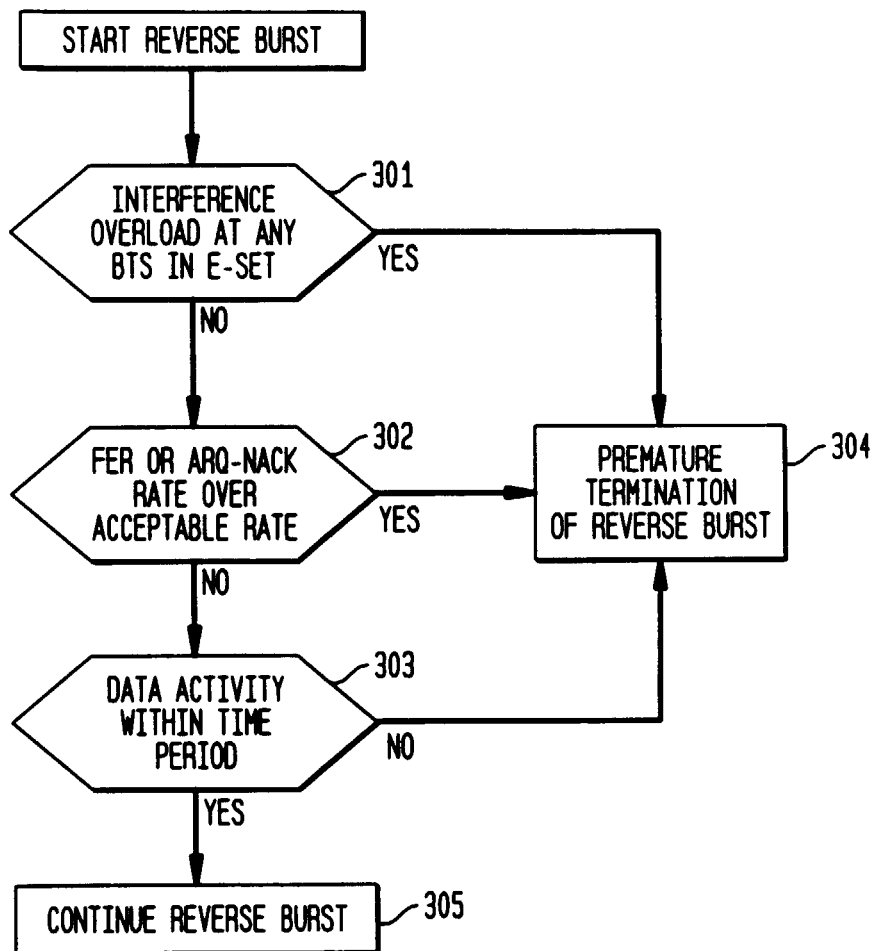 START REVERSE BURST
301
INTERFERENCE
OVERLOAD AT ANY
BTS IN E-SET
YES
NO
302
FER OR ARQ-NACK
RATE OVER
ACCEPTABLE RATE
YES
NO
304
PREMATURE
TERMINATION
OF REVERSE BURST
303
DATA ACTIVITY
WITHIN TIME
PERIOD
NO
YES
CONTINUE REVERSE BURST
305